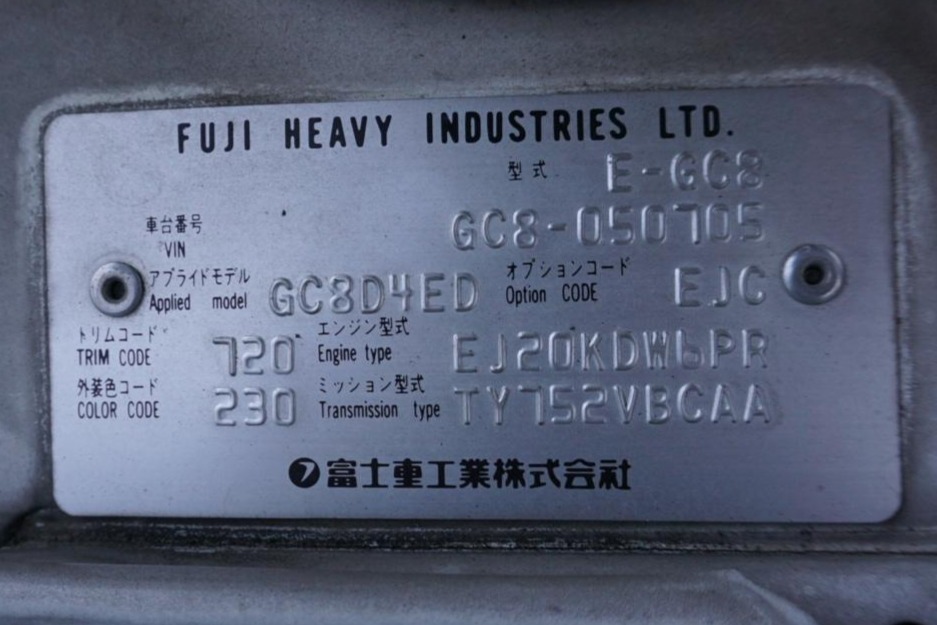 FUJI HEAVY INDUSTRIES LTD.
型式 E-GC8
車台番号 VIN GC8-050705
アプライドモデル Applied model GC8D4ED オプションコード Option CODE EJC
トリムコード TRIM CODE 720 エンジン型式 Engine type EJ20KDW6PR
外装色コード COLOR CODE 230 ミッション型式 Transmission type TY752VBCAA
富士重工業株式会社